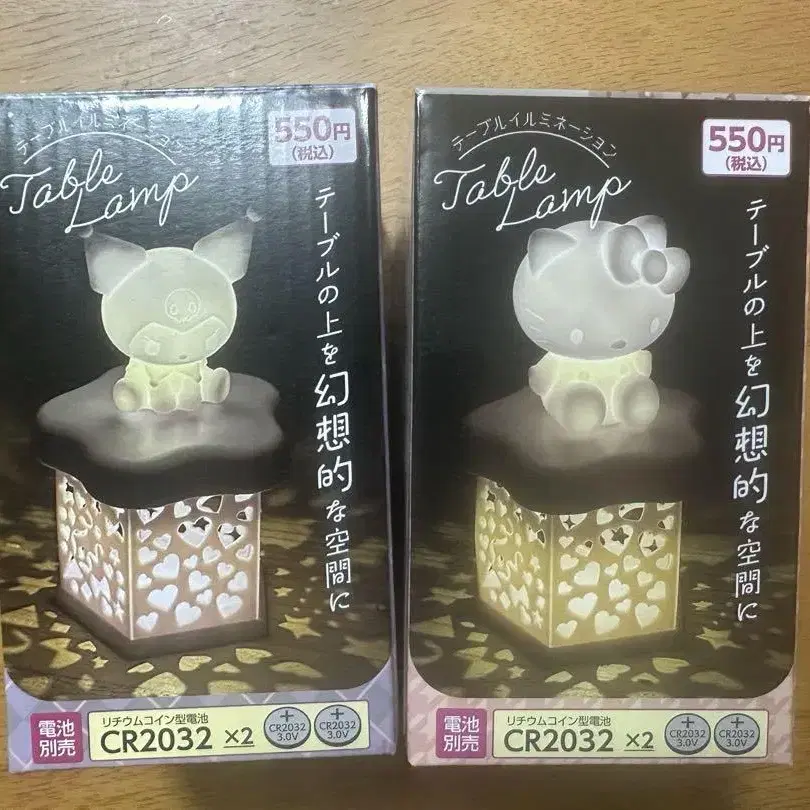 テーブルイルミネーション
Table
Lamp
550円
(税込)
テーブルの上を幻想的な空間に
電池
別売
リチウムコイン型電池
CR2032 ×2
+
CR2032
3.0V
+
CR2032
3.0V
テーブルイルミネーション
Table
Lamp
550円
(税込)
テーブルの上を幻想的な空間に
電池
別売
リチウムコイン型電池
CR2032 ×2
+
CR2032
3.0V
+
CR2032
3.0V